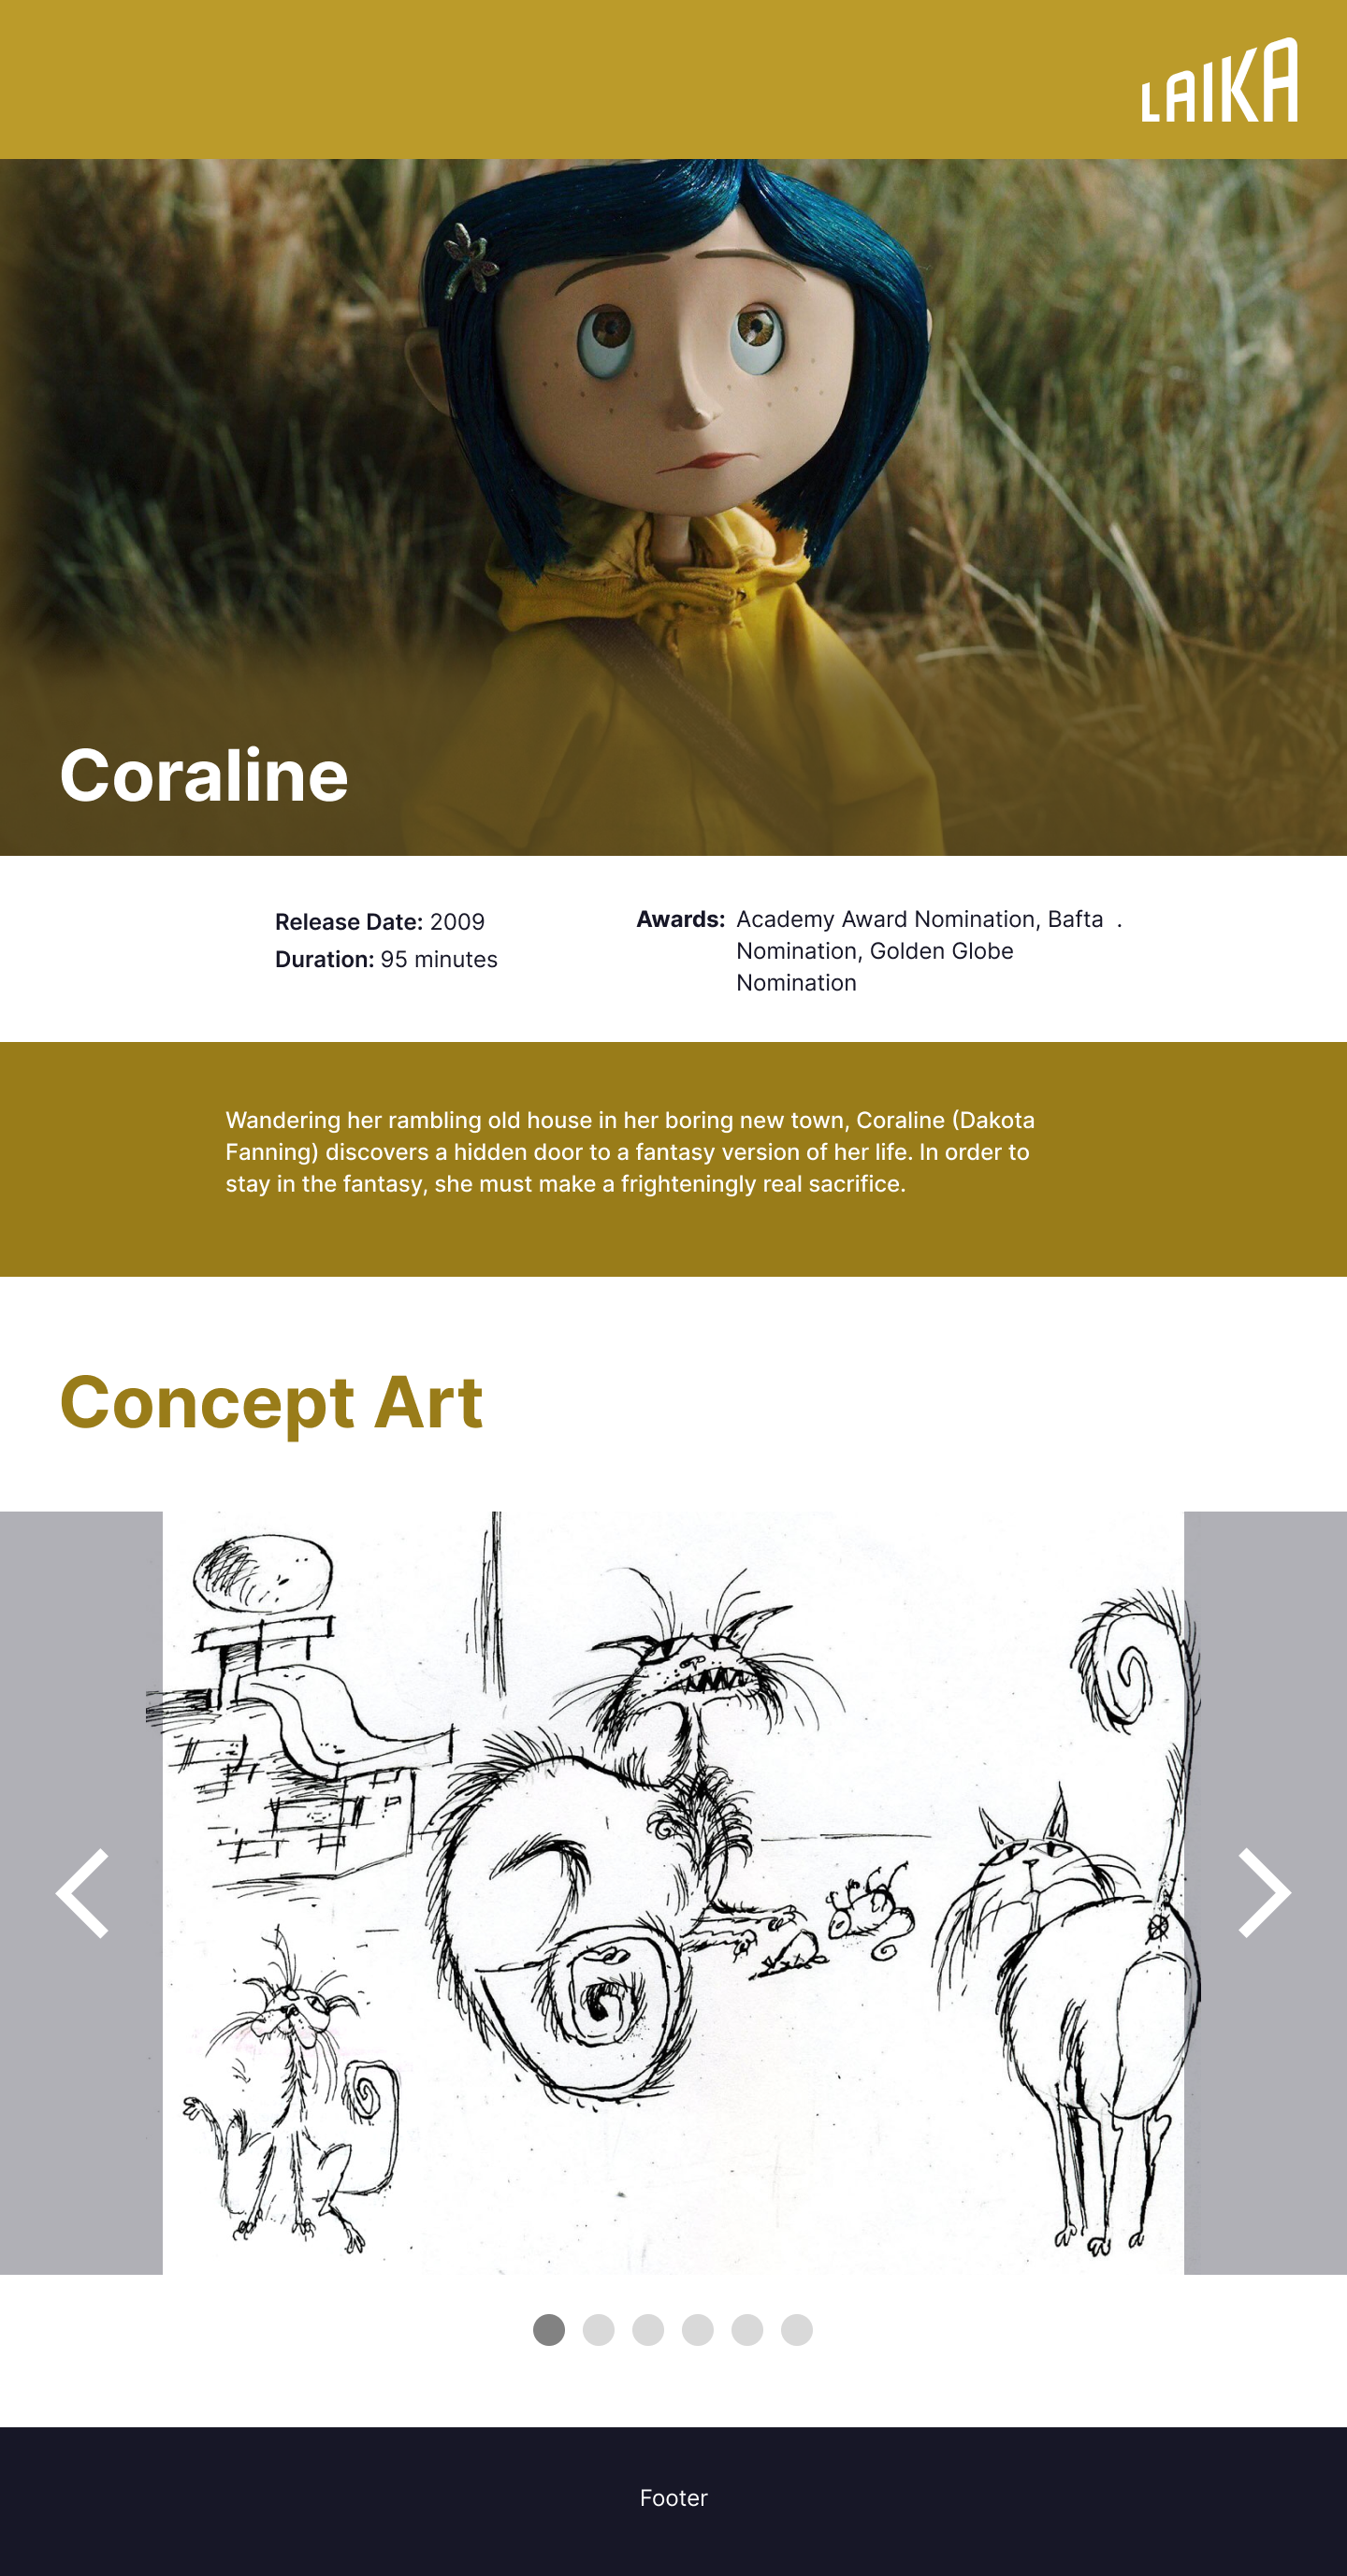 LAIKA
Coraline
Release Date: 2009
Duration: 95 minutes
Awards: Academy Award Nomination, Bafta .
Nomination, Golden Globe
Nomination
Wandering her rambling old house in her boring new town, Coraline (Dakota
Fanning) discovers a hidden door to a fantasy version of her life. In order to
stay in the fantasy, she must make a frighteningly real sacrifice.
Concept Art
Footer